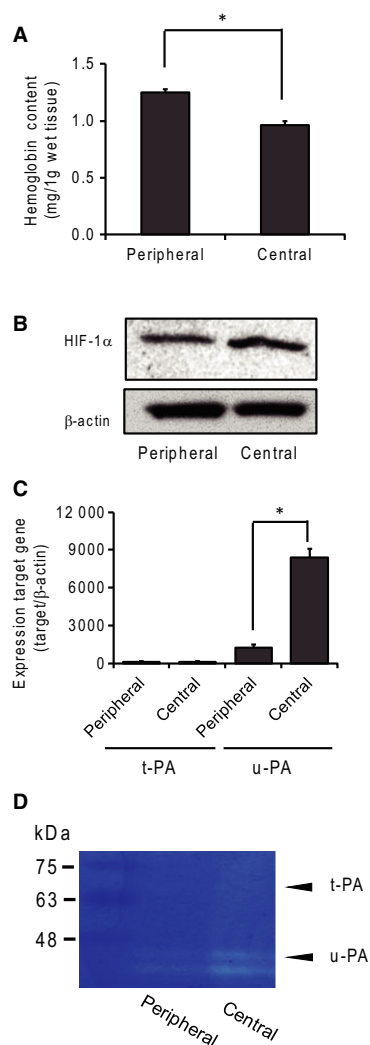 A
*
Hemoglobin content
(mg/1g wet tissue)
1.5
1.0
0.5
0.0
Peripheral Central
B
HIF-1α
β-actin
Peripheral Central
C
Expression target gene
(target/β-actin)
12 000
9000
6000
3000
0
*
Peripheral
Central
Peripheral
Central
t-PA u-PA
D
kDa
75
63
48
t-PA
u-PA
Peripheral
Central